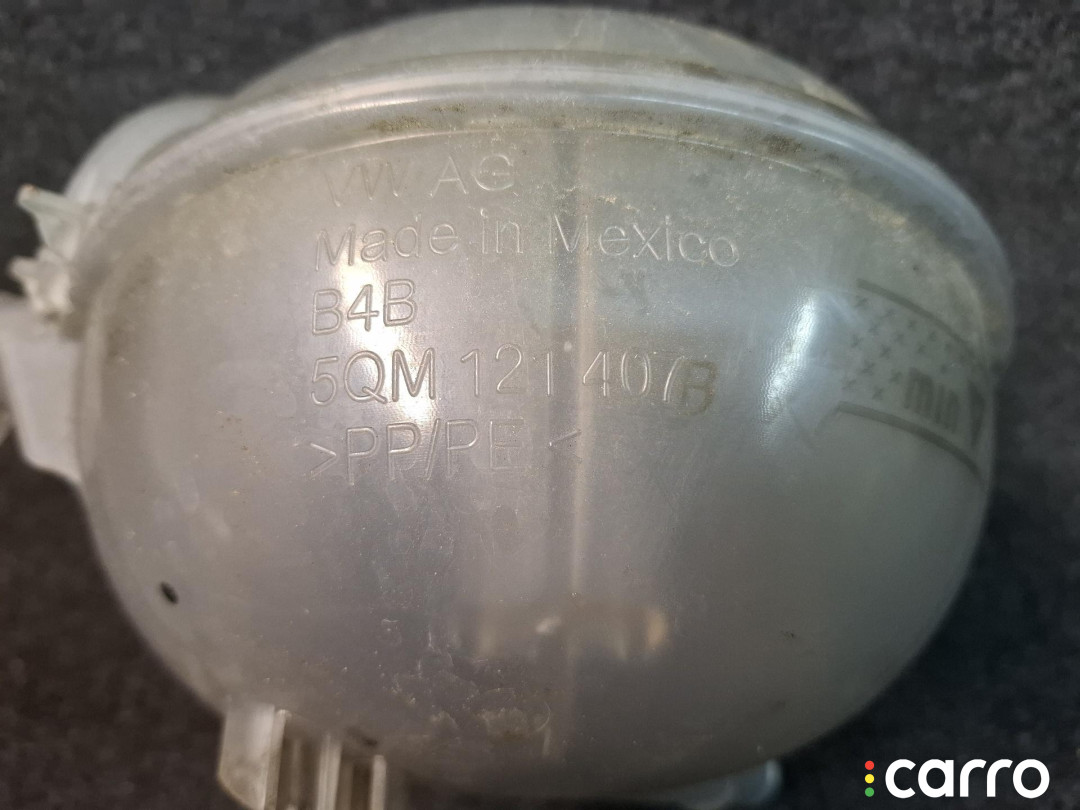 VW AG
Made in Mexico
B4B
5QM 121 407B
>PP/PE <
min
carro